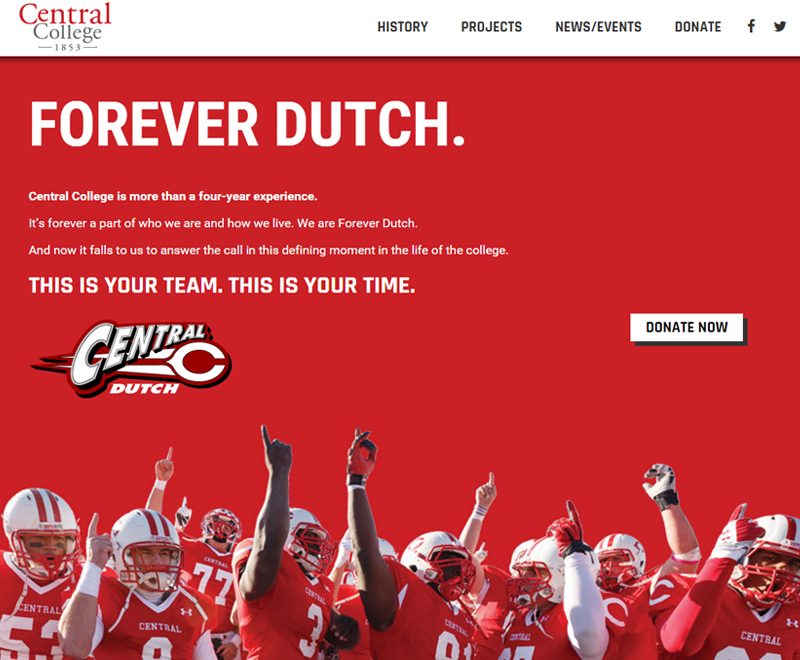 Central
College
1853
HISTORY
PROJECTS
NEWS/EVENTS
DONATE
FOREVER DUTCH.
Central College is more than a four-year experience.
It's forever a part of who we are and how we live. We are Forever Dutch.
And now it falls to us to answer the call in this defining moment in the life of the college.
THIS IS YOUR TEAM. THIS IS YOUR TIME.
DONATE NOW
CENTRAL
C
DUTCH
CENTRAL
77
CENTRAL
53
CENTRAL
CENTRAL
3
CENTRAL
CENTRAL
CENTRAL